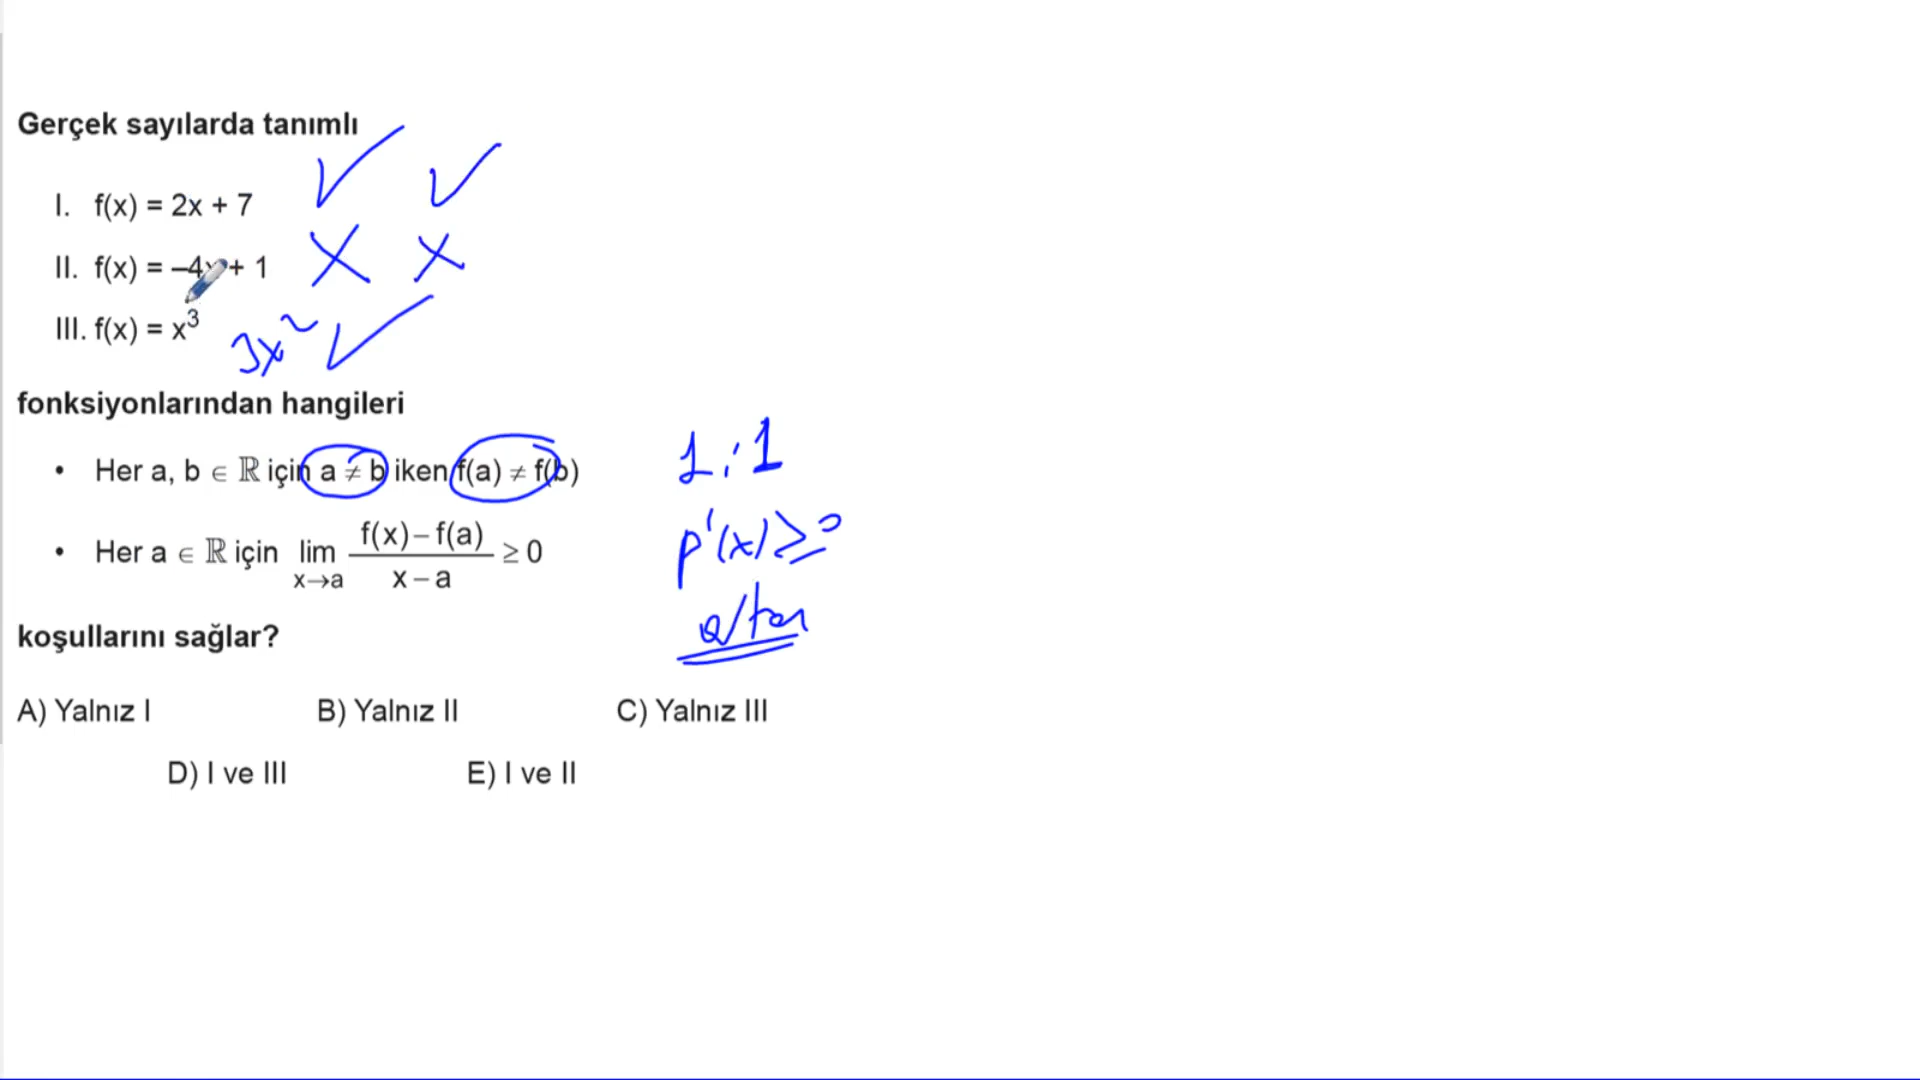 Gerçek sayılarda tanımlı
I. f(x) = 2x + 7
II. f(x) = –4x + 1
III. f(x) = x³
3x²
fonksiyonlarından hangileri
• Her a, b ∈ ℝ için a ≠ b iken f(a) ≠ f(b)
1:1
• Her a ∈ ℝ için lim x→a f(x) – f(a) / x – a ≥ 0
f'(x) ≥ 0
koşullarını sağlar?
A) Yalnız I B) Yalnız II C) Yalnız III
D) I ve III E) I ve II